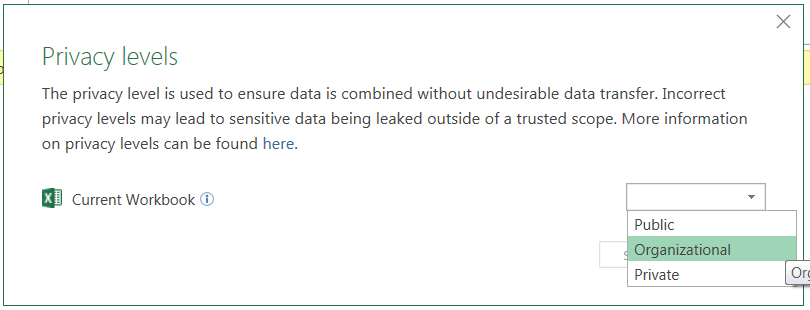 Privacy levels
The privacy level is used to ensure data is combined without undesirable data transfer. Incorrect
privacy levels may lead to sensitive data being leaked outside of a trusted scope. More information
on privacy levels can be found here.
Current Workbook
Public
Organizational
Private